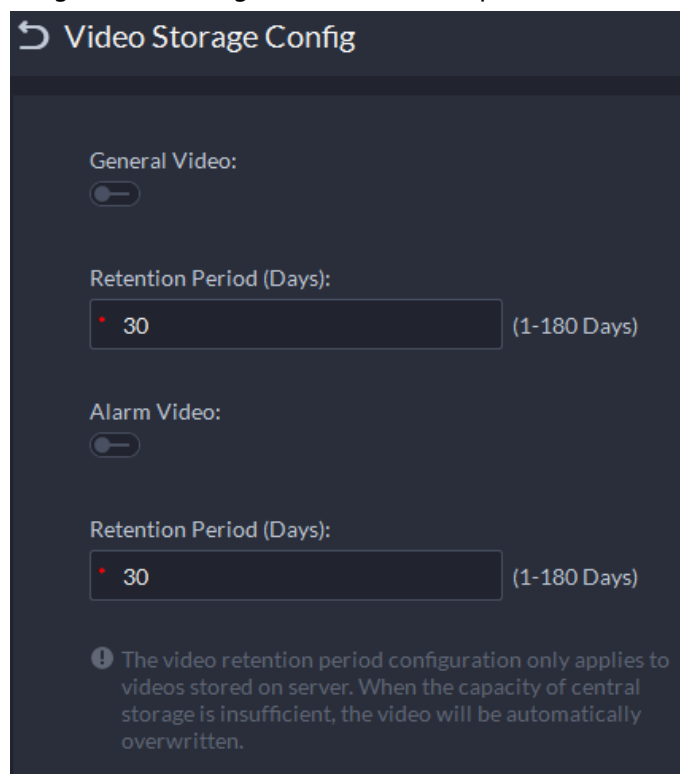 Video Storage Config
General Video:
Retention Period (Days):
* 30 (1-180 Days)
Alarm Video:
Retention Period (Days):
* 30 (1-180 Days)
The video retention period configuration only applies to
videos stored on server. When the capacity of central
storage is insufficient, the video will be automatically
overwritten.